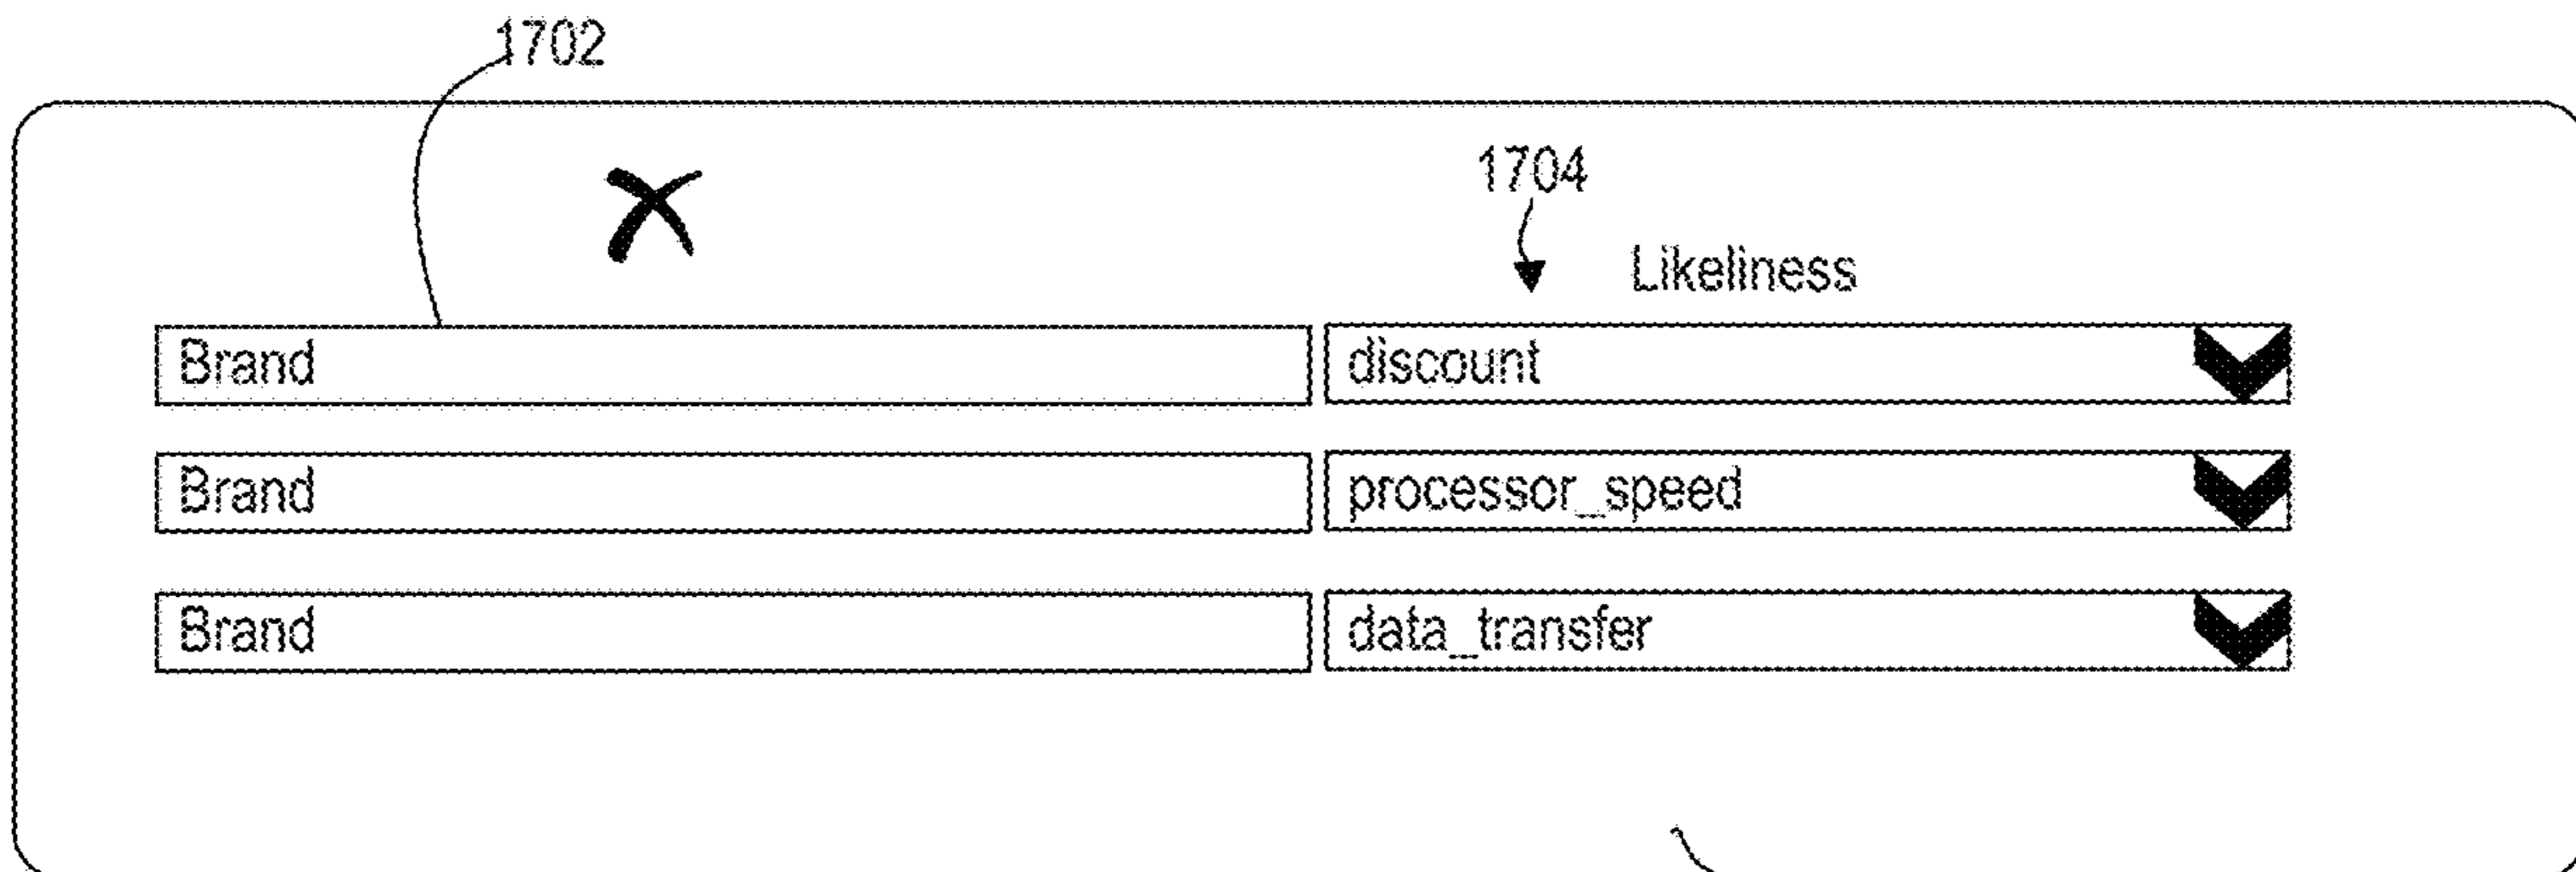 1702
1704
Likeliness
Brand discount
Brand processor_speed
Brand data_transfer